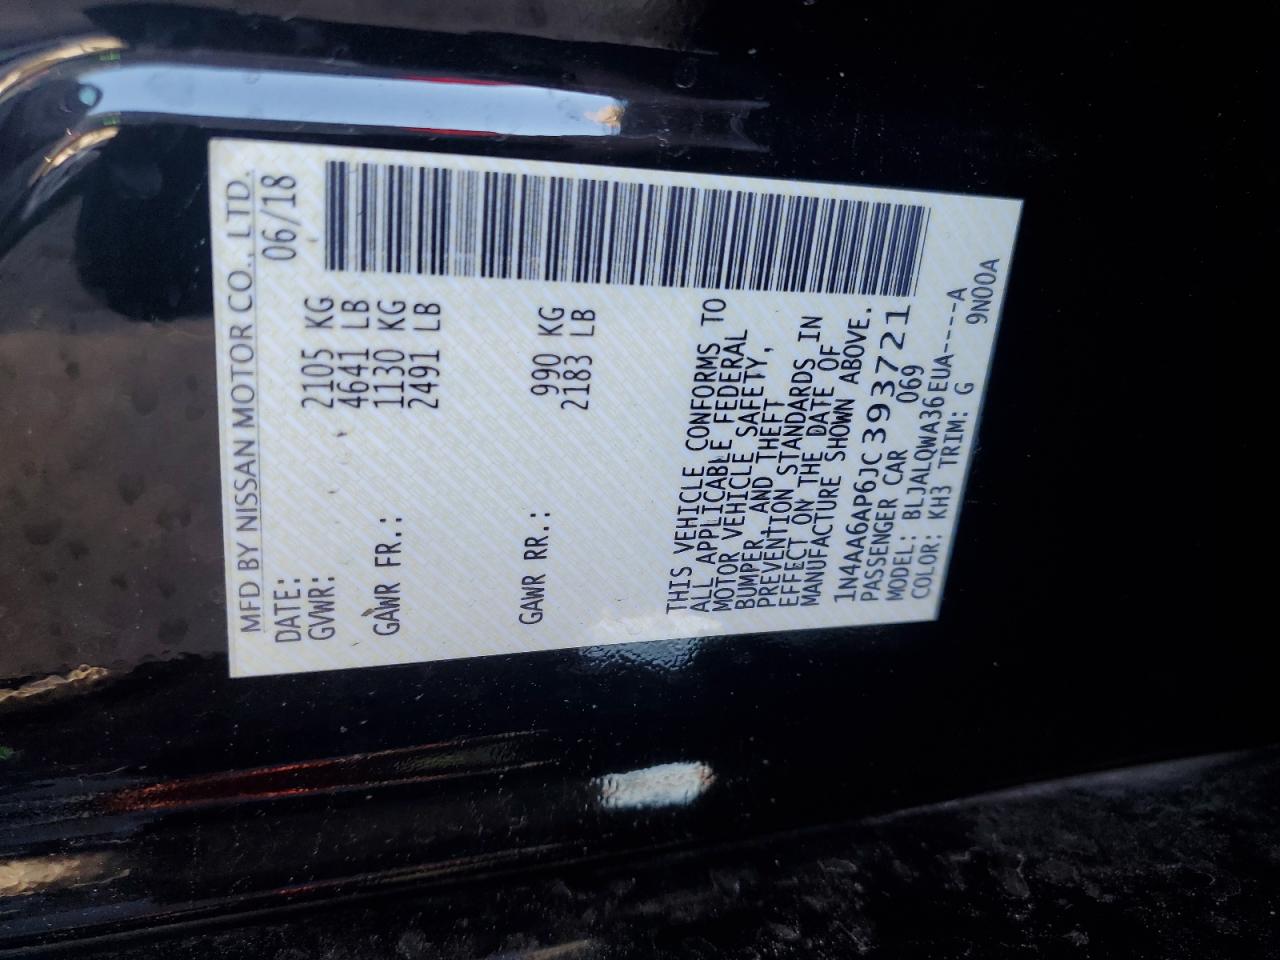 MFD BY NISSAN MOTOR CO., LTD.
DATE: 06/18
GVWR: 2105 KG
4641 LB
GAWR FR.: 1130 KG
2491 LB
GAWR RR.: 990 KG
2183 LB
THIS VEHICLE CONFORMS TO
ALL APPLICABLE FEDERAL
MOTOR VEHICLE SAFETY,
BUMPER AND THEFT
PREVENTION STANDARDS IN
EFFECT ON THE DATE OF
MANUFACTURE SHOWN ABOVE.
1N4AA6AP6JC393721
PASSENGER CAR 069
MODEL: BLJALQWA36EUA----A
COLOR: KH3 TRIM: G 9N00A